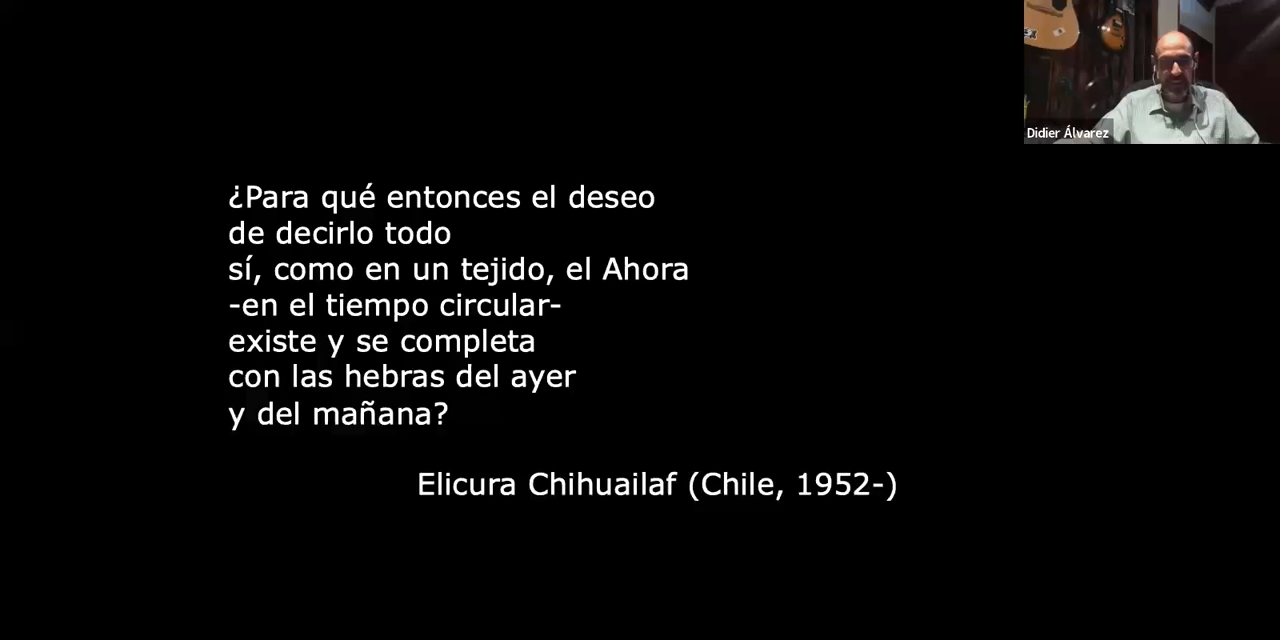 ¿Para qué entonces el deseo
de decirlo todo
sí, como en un tejido, el Ahora
-en el tiempo circular-
existe y se completa
con las hebras del ayer
y del mañana?
Elicura Chihuailaf (Chile, 1952-)
Didier Álvarez